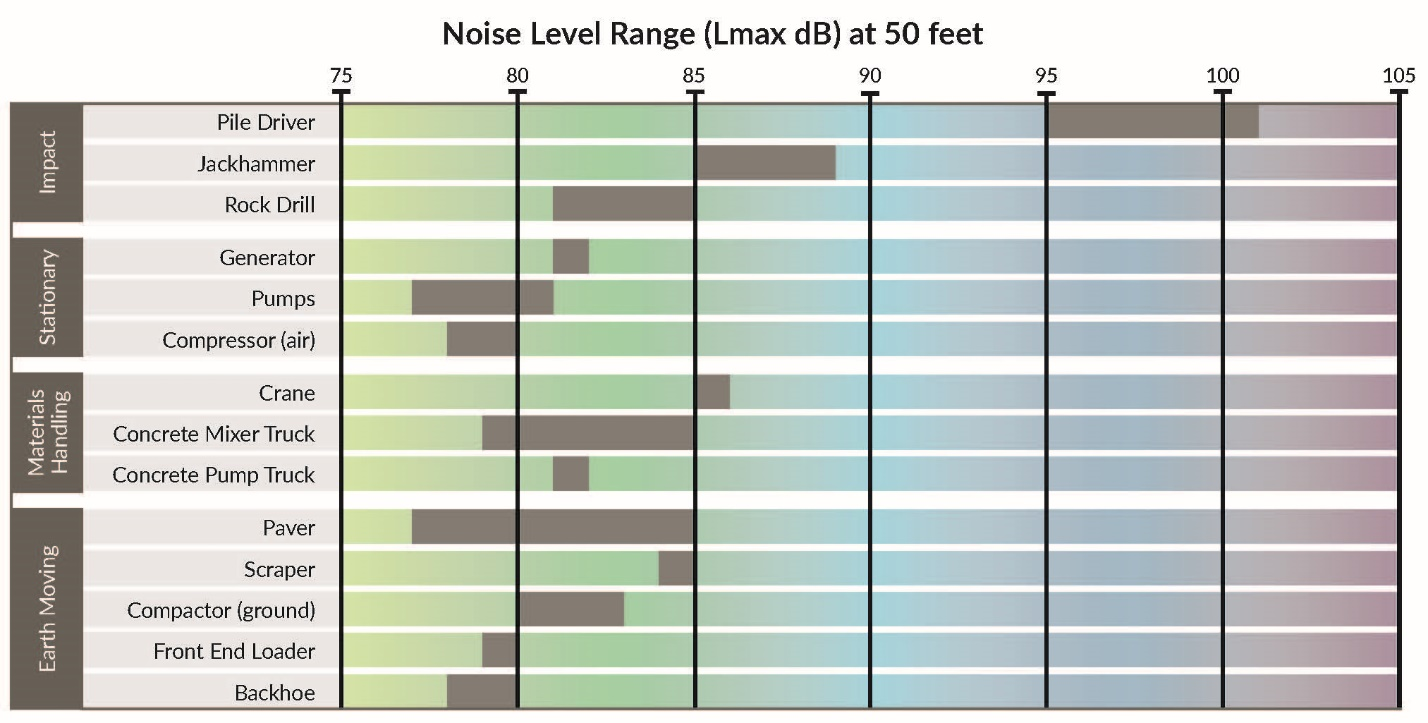 Noise Level Range (Lmax dB) at 50 feet
75 80 85 90 95 100 105
Impact
Pile Driver
Jackhammer
Rock Drill
Stationary
Generator
Pumps
Compressor (air)
Materials
Handling
Crane
Concrete Mixer Truck
Concrete Pump Truck
Earth Moving
Paver
Scraper
Compactor (ground)
Front End Loader
Backhoe